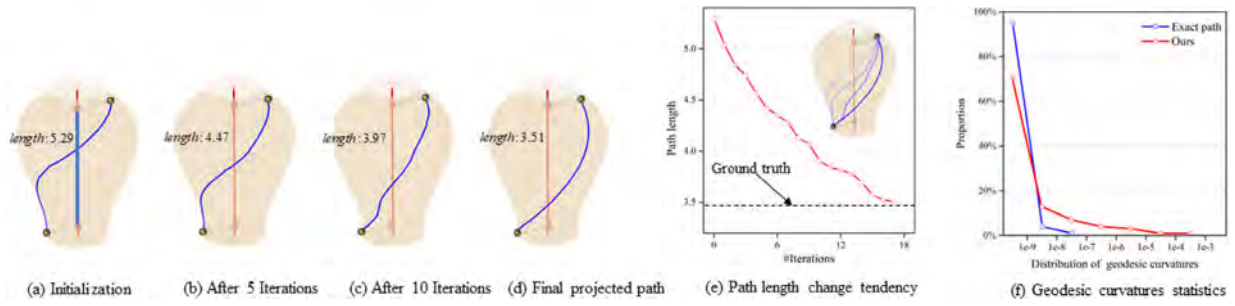 length: 5.29
length: 4.47
length: 3.97
length: 3.51
(a) Initialization
(b) After 5 Iterations
(c) After 10 Iterations
(d) Final projected path
5.0
4.5
4.0
3.5
Path length
Ground truth
0 6 12 18
#Iterations
(e) Path length change tendency
100%
80%
60%
40%
20%
0%
Proportion
Exact path
Ours
1e-9 1e-8 1e-7 1e-6 1e-5 1e-4 1e-3
Distribution of geodesic curvatures
(f) Geodesic curvatures statistics